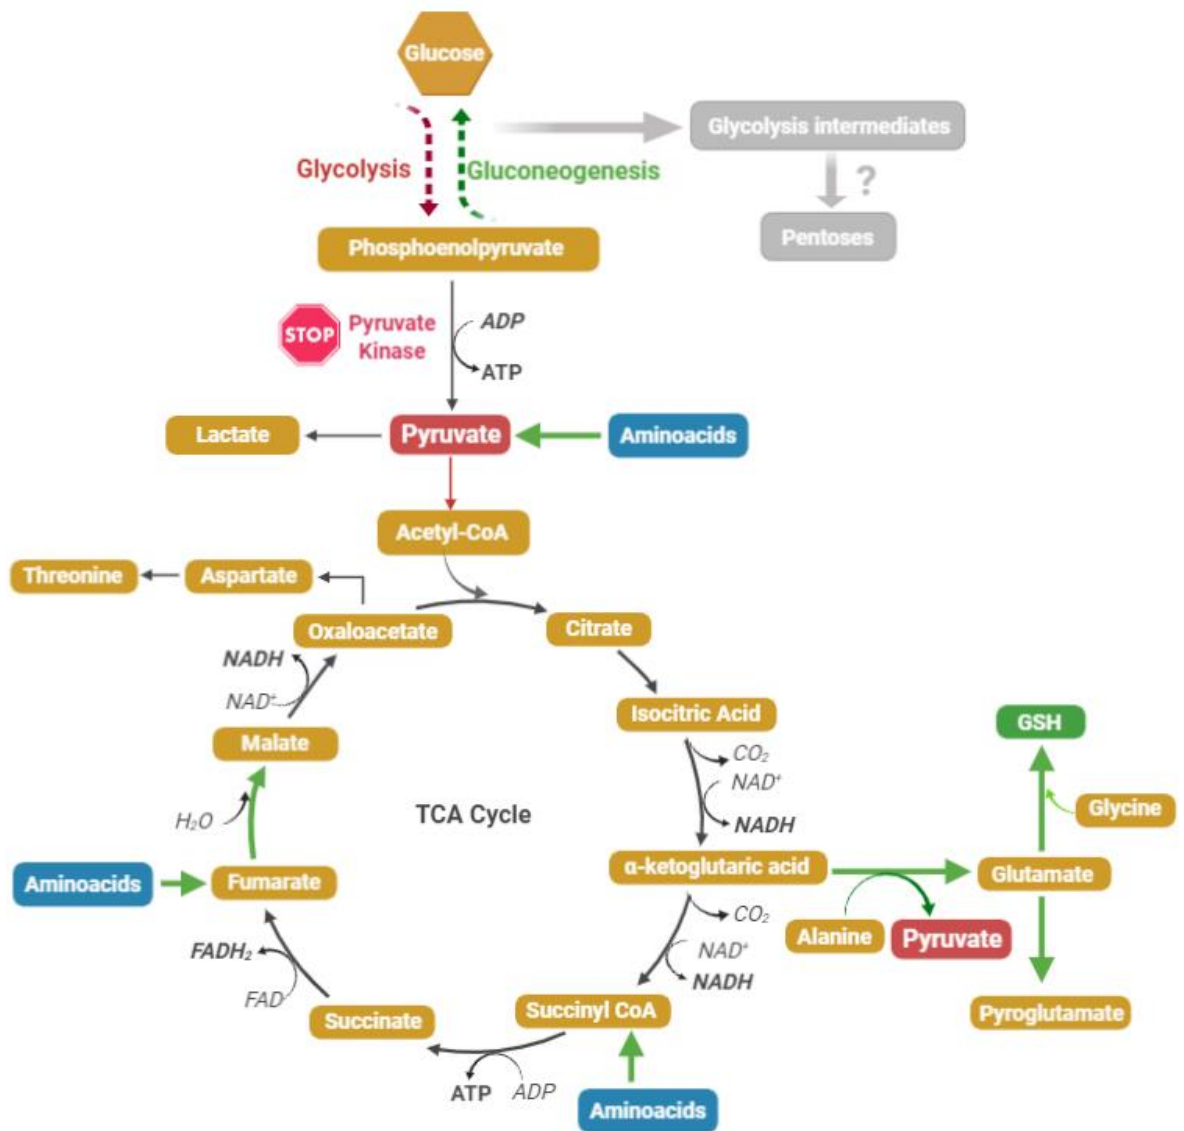 Glucose
Glycolysis intermediates
Glycolysis
Gluconeogenesis
?
Pentoses
Phosphoenolpyruvate
STOP
Pyruvate
Kinase
ADP
ATP
Lactate
Pyruvate
Aminoacids
Acetyl-CoA
Threonine
Aspartate
Oxaloacetate
Citrate
NADH
NAD⁺
Isocitric Acid
Malate
GSH
CO₂
NAD⁺
NADH
TCA Cycle
H₂O
Glycine
Aminoacids
Fumarate
α-ketoglutaric acid
Glutamate
CO₂
NAD⁺
NADH
Alanine
Pyruvate
FADH₂
FAD
Succinate
Succinyl CoA
Pyroglutamate
ATP
ADP
Aminoacids